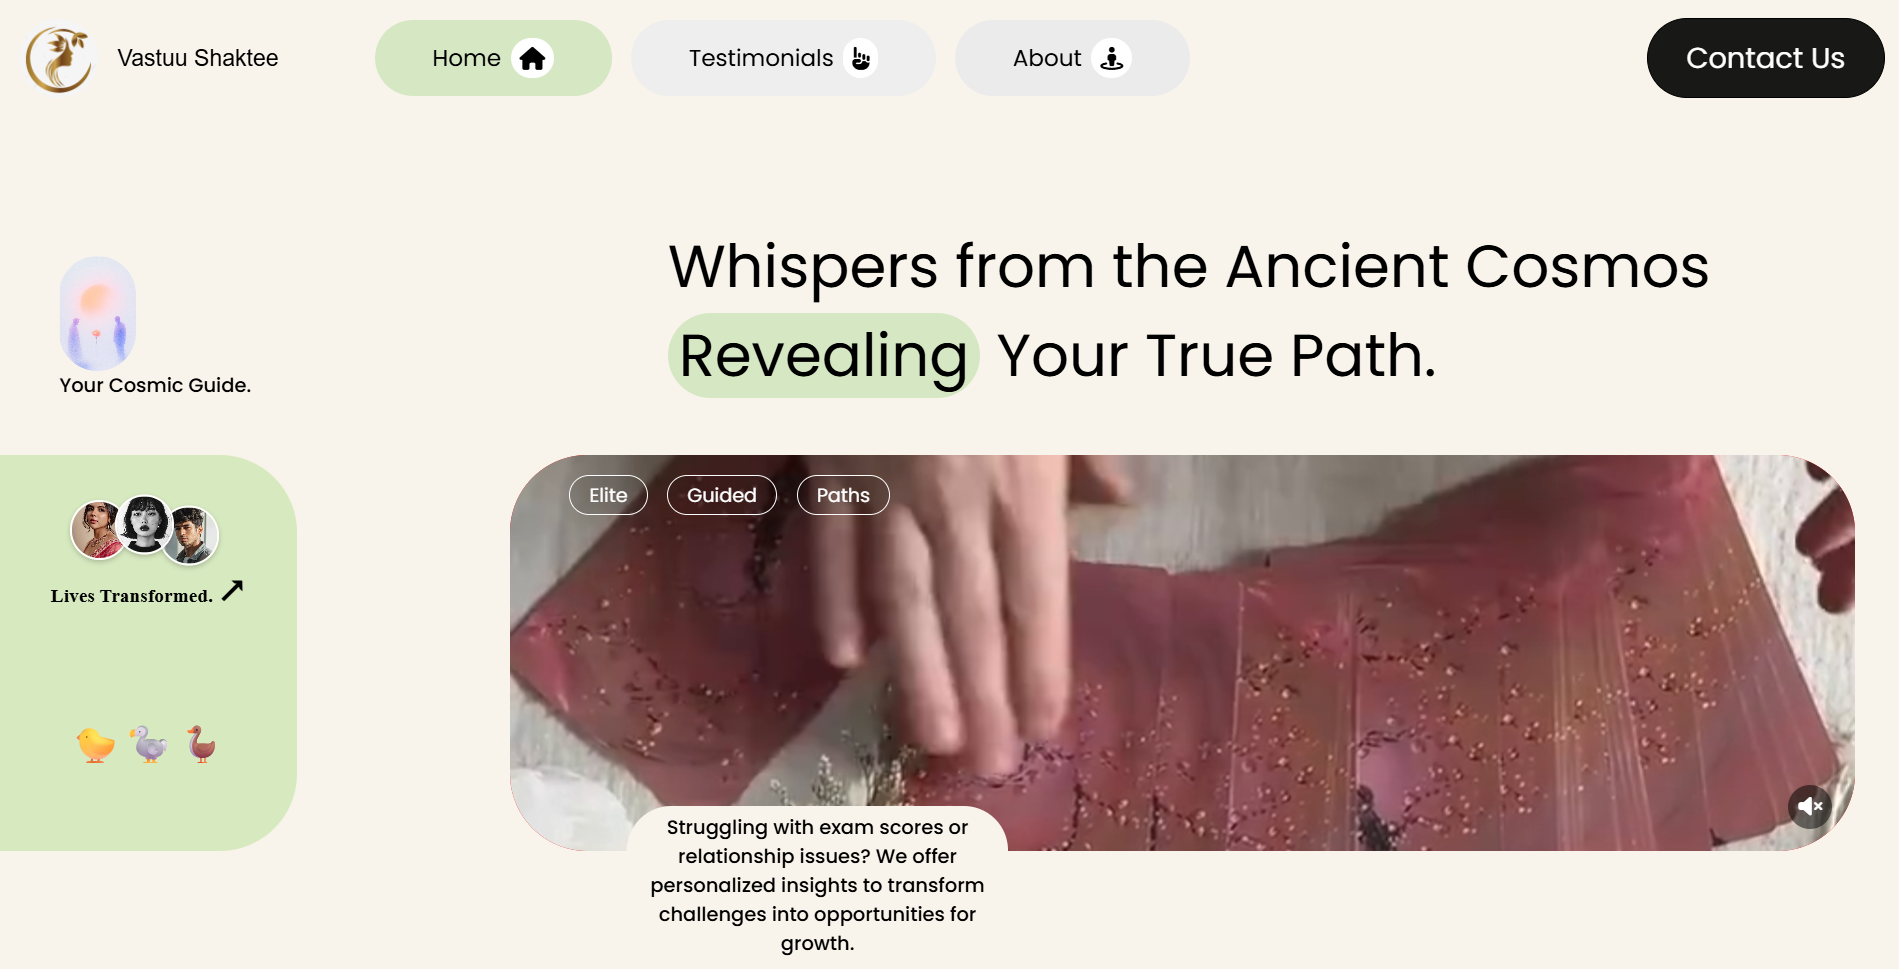 Vastuu Shaktee
Home
Testimonials
About
Contact Us
Whispers from the Ancient Cosmos
Revealing Your True Path.
Your Cosmic Guide.
Lives Transformed.
Elite
Guided
Paths
Struggling with exam scores or
relationship issues? We offer
personalized insights to transform
challenges into opportunities for
growth.